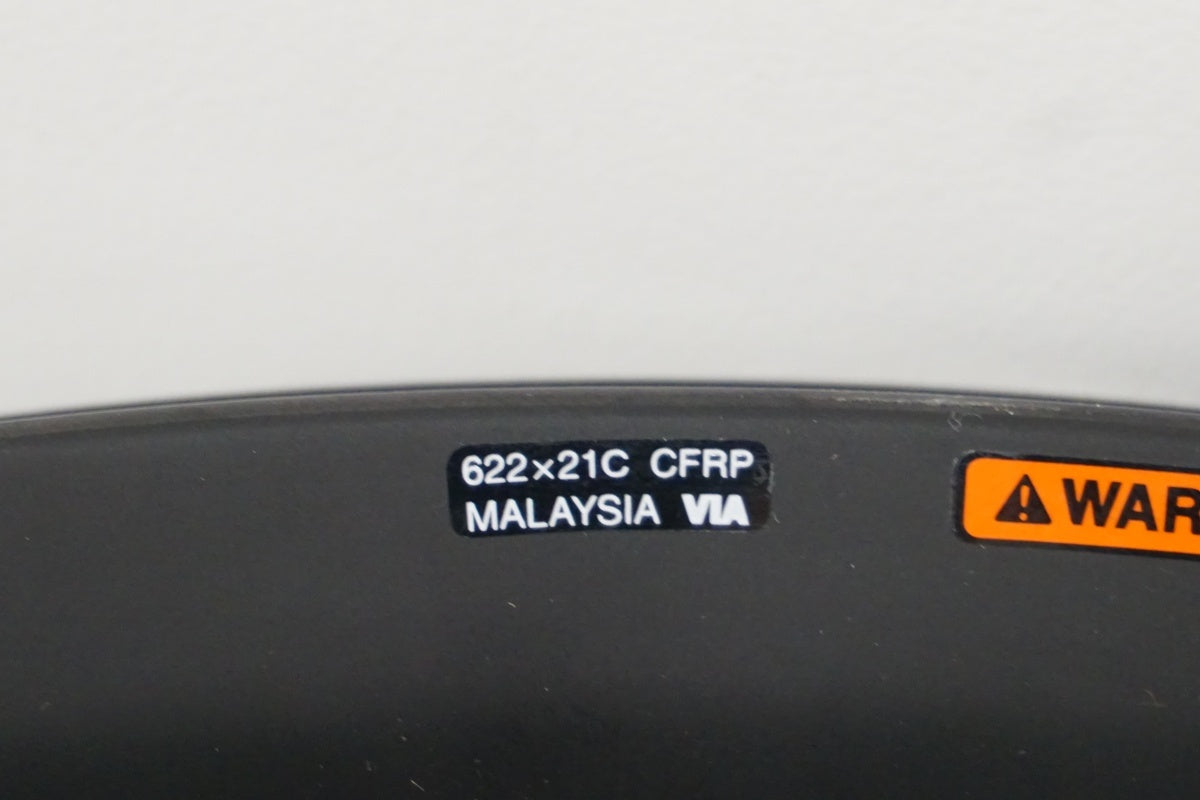 622×21C CFRP
MALAYSIA VIA
WAR